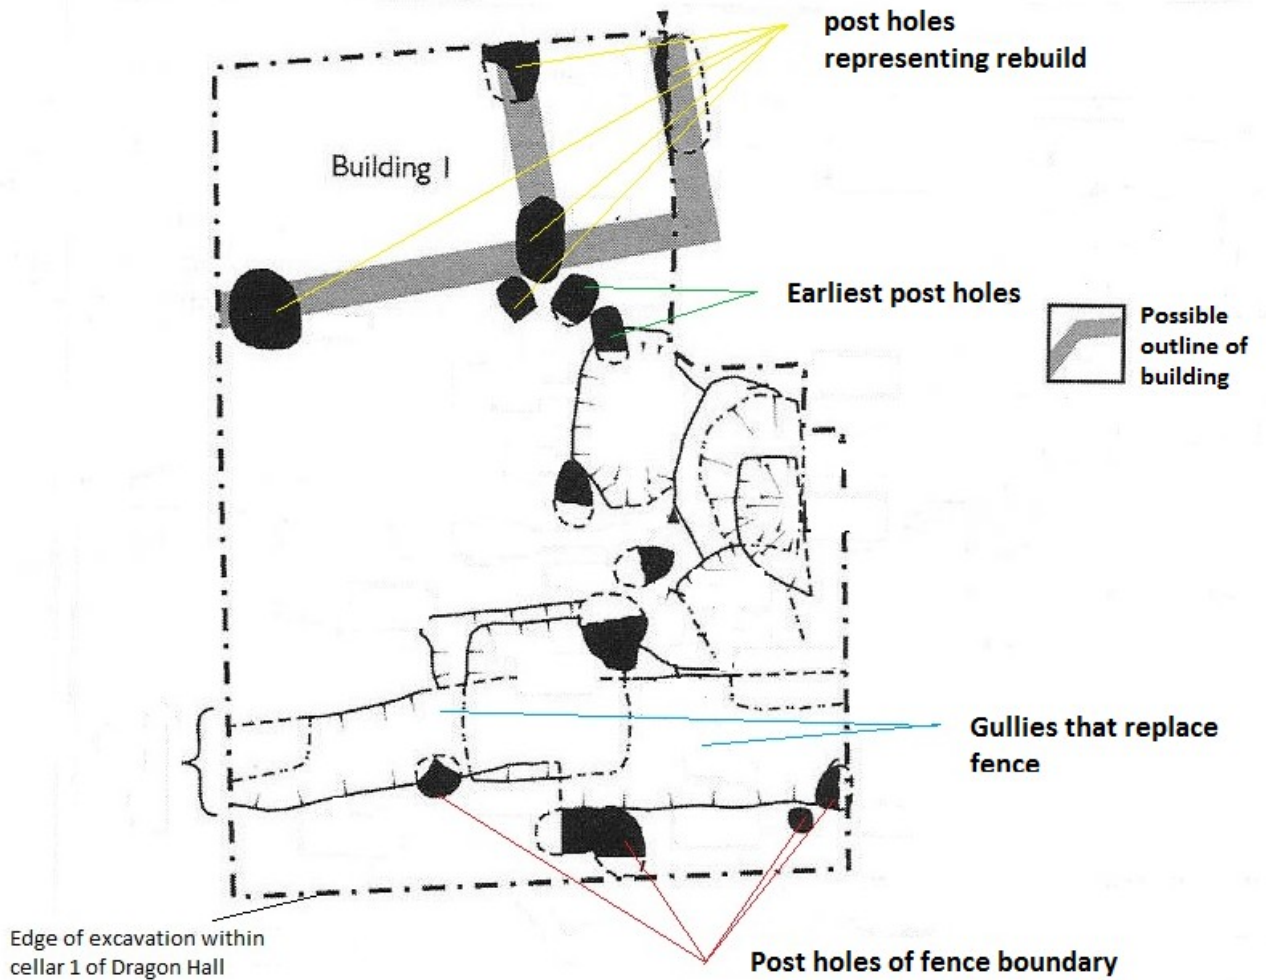 post holes
representing rebuild
Building I
Earliest post holes
Possible
outline of
building
Gullies that replace
fence
Edge of excavation within
cellar 1 of Dragon Hall
Post holes of fence boundary